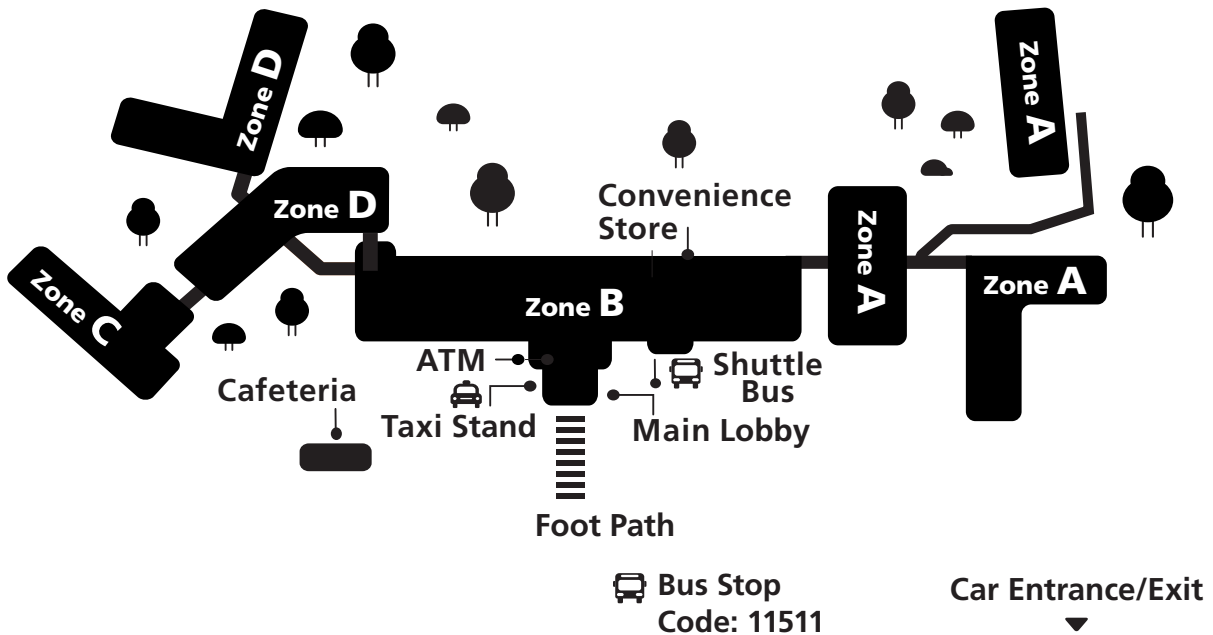 Zone D
Zone A
Convenience
Store
Zone D
Zone A
Zone A
Zone C
Zone B
ATM
Shuttle
Bus
Cafeteria
Taxi Stand
Main Lobby
Foot Path
Bus Stop
Code: 11511
Car Entrance/Exit